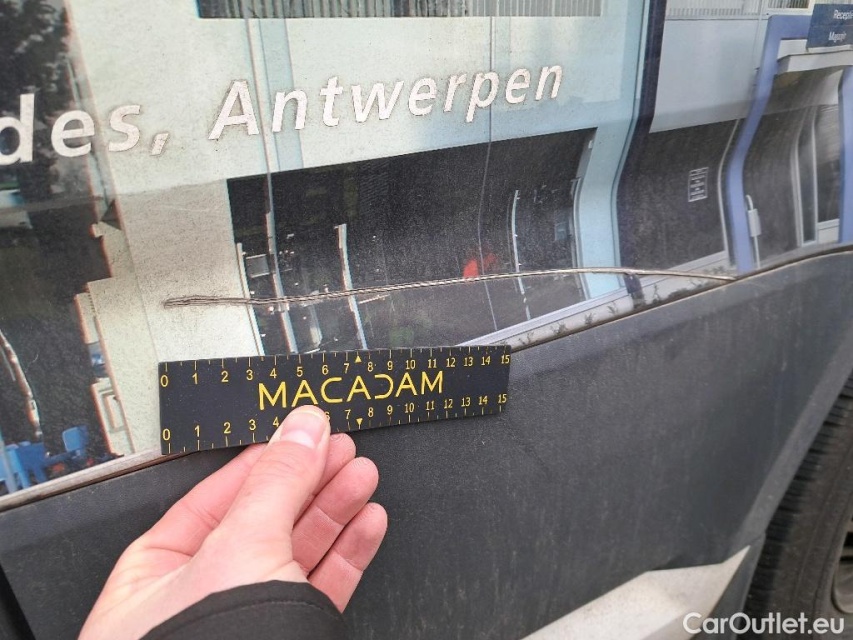 des, Antwerpen
0 1 2 3 4 5 6 7 8 9 10 11 12 13 14 15
MACADAM
0 1 2 3 4 6 7 8 9 10 11 12 13 14 15
CarOutlet.eu